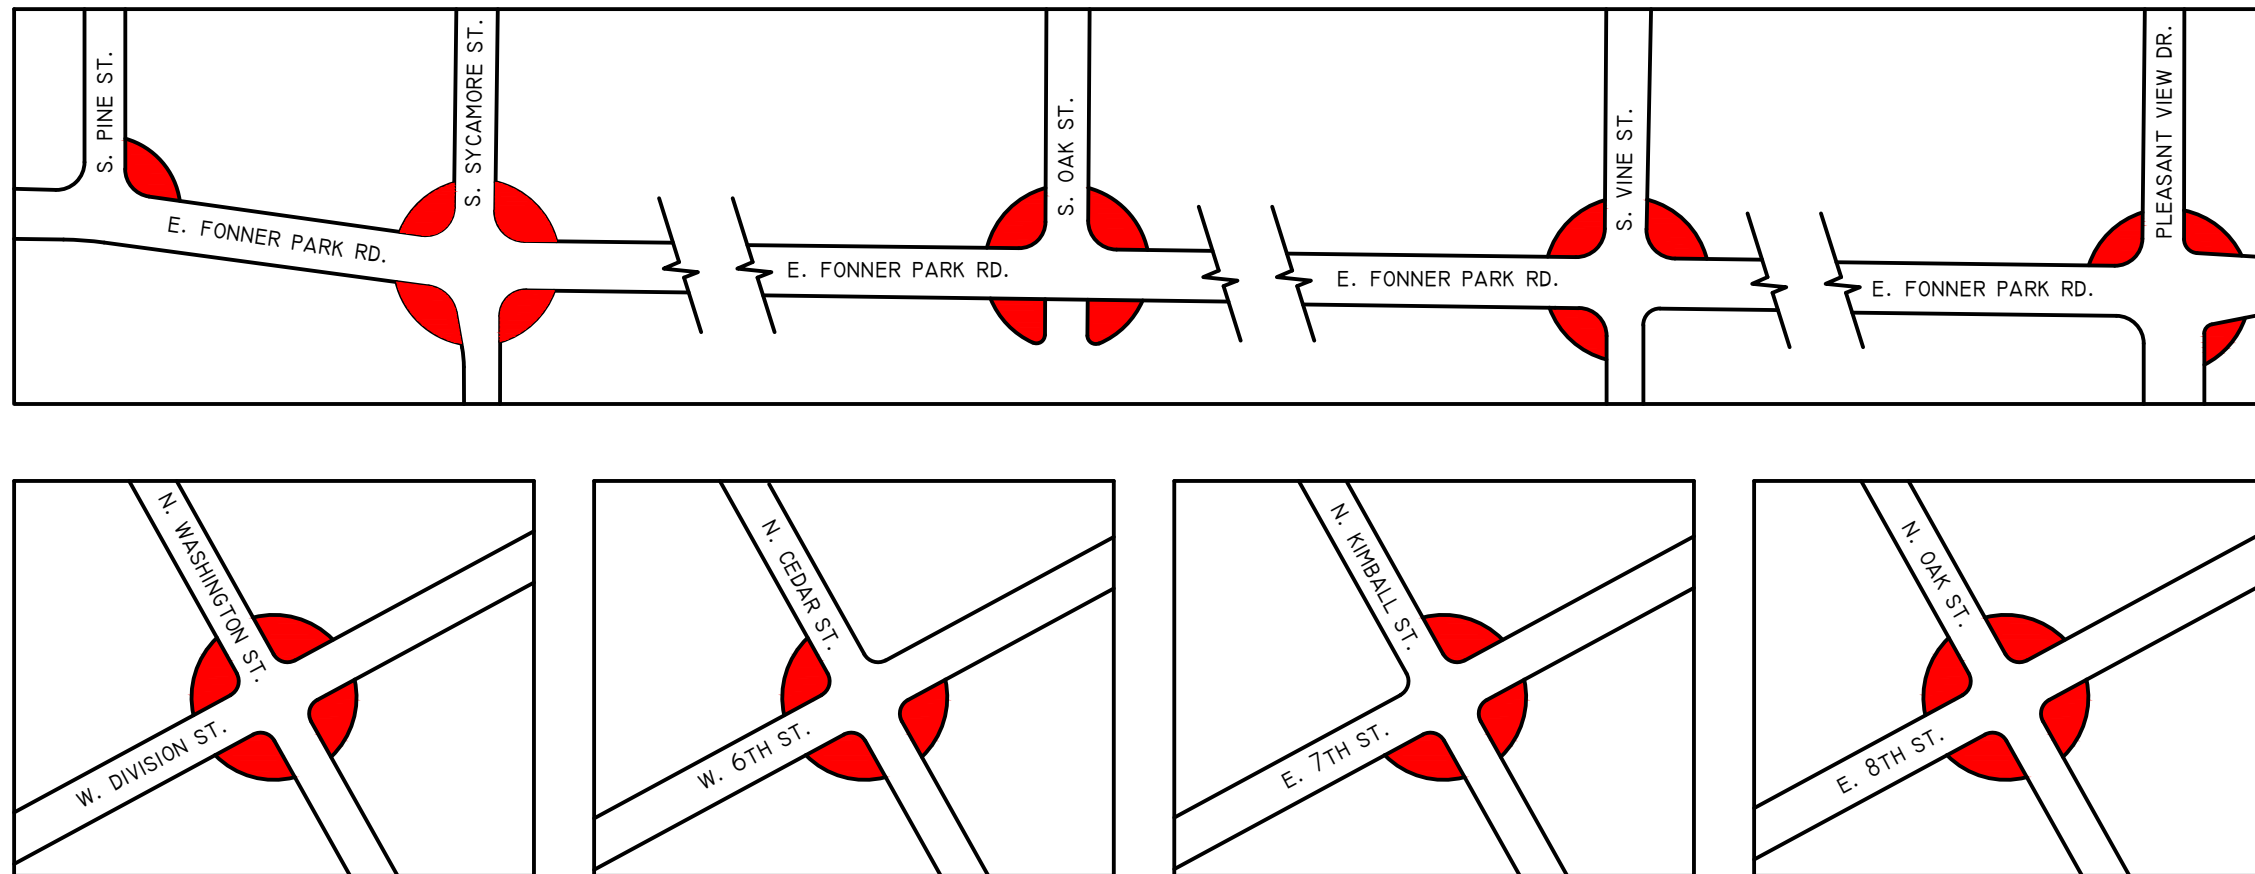 S. PINE ST.
S. SYCAMORE ST.
S. OAK ST.
S. VINE ST.
PLEASANT VIEW DR.
E. FONNER PARK RD.
E. FONNER PARK RD.
E. FONNER PARK RD.
E. FONNER PARK RD.
N. WASHINGTON ST.
W. DIVISION ST.
N. CEDAR ST.
W. 6TH ST.
N. KIMBALL ST.
E. 7TH ST.
N. OAK ST.
E. 8TH ST.